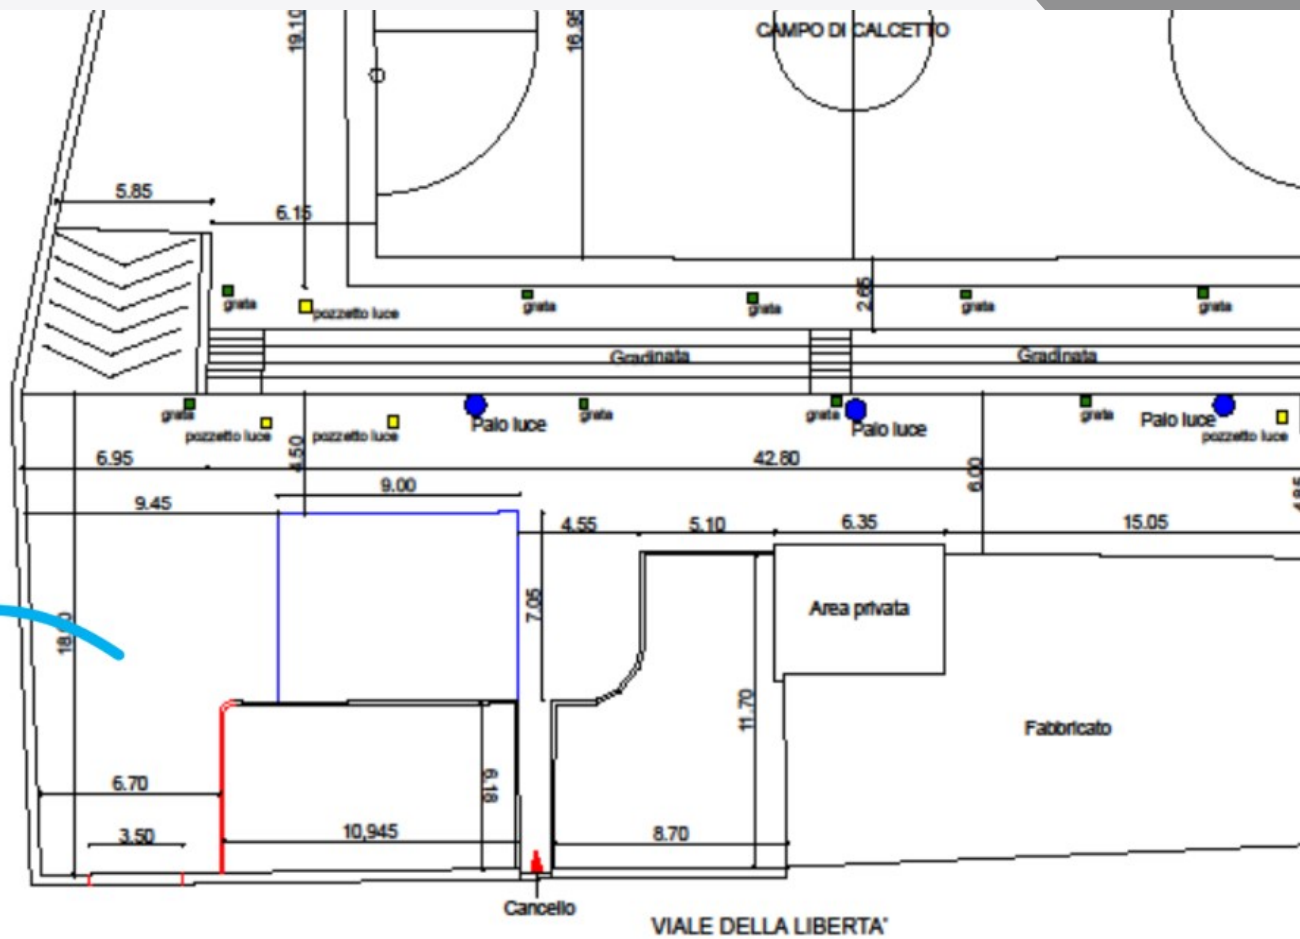 CAMPO DI CALCETTO
19.10
16.95
5.85
6.15
2.65
grata
pozzetto luce
grata
grata
grata
grata
Gradinata
Gradinata
grata
pozzetto luce
pozzetto luce
Palo luce
grata
grata
Palo luce
grata
Palo luce
pozzetto luce
6.95
4.50
42.80
6.00
9.45
9.00
4.55
5.10
6.35
15.05
7.05
Area privata
11.70
Fabbricato
6.70
6.18
3.50
10,945
8.70
Cancello
VIALE DELLA LIBERTA'